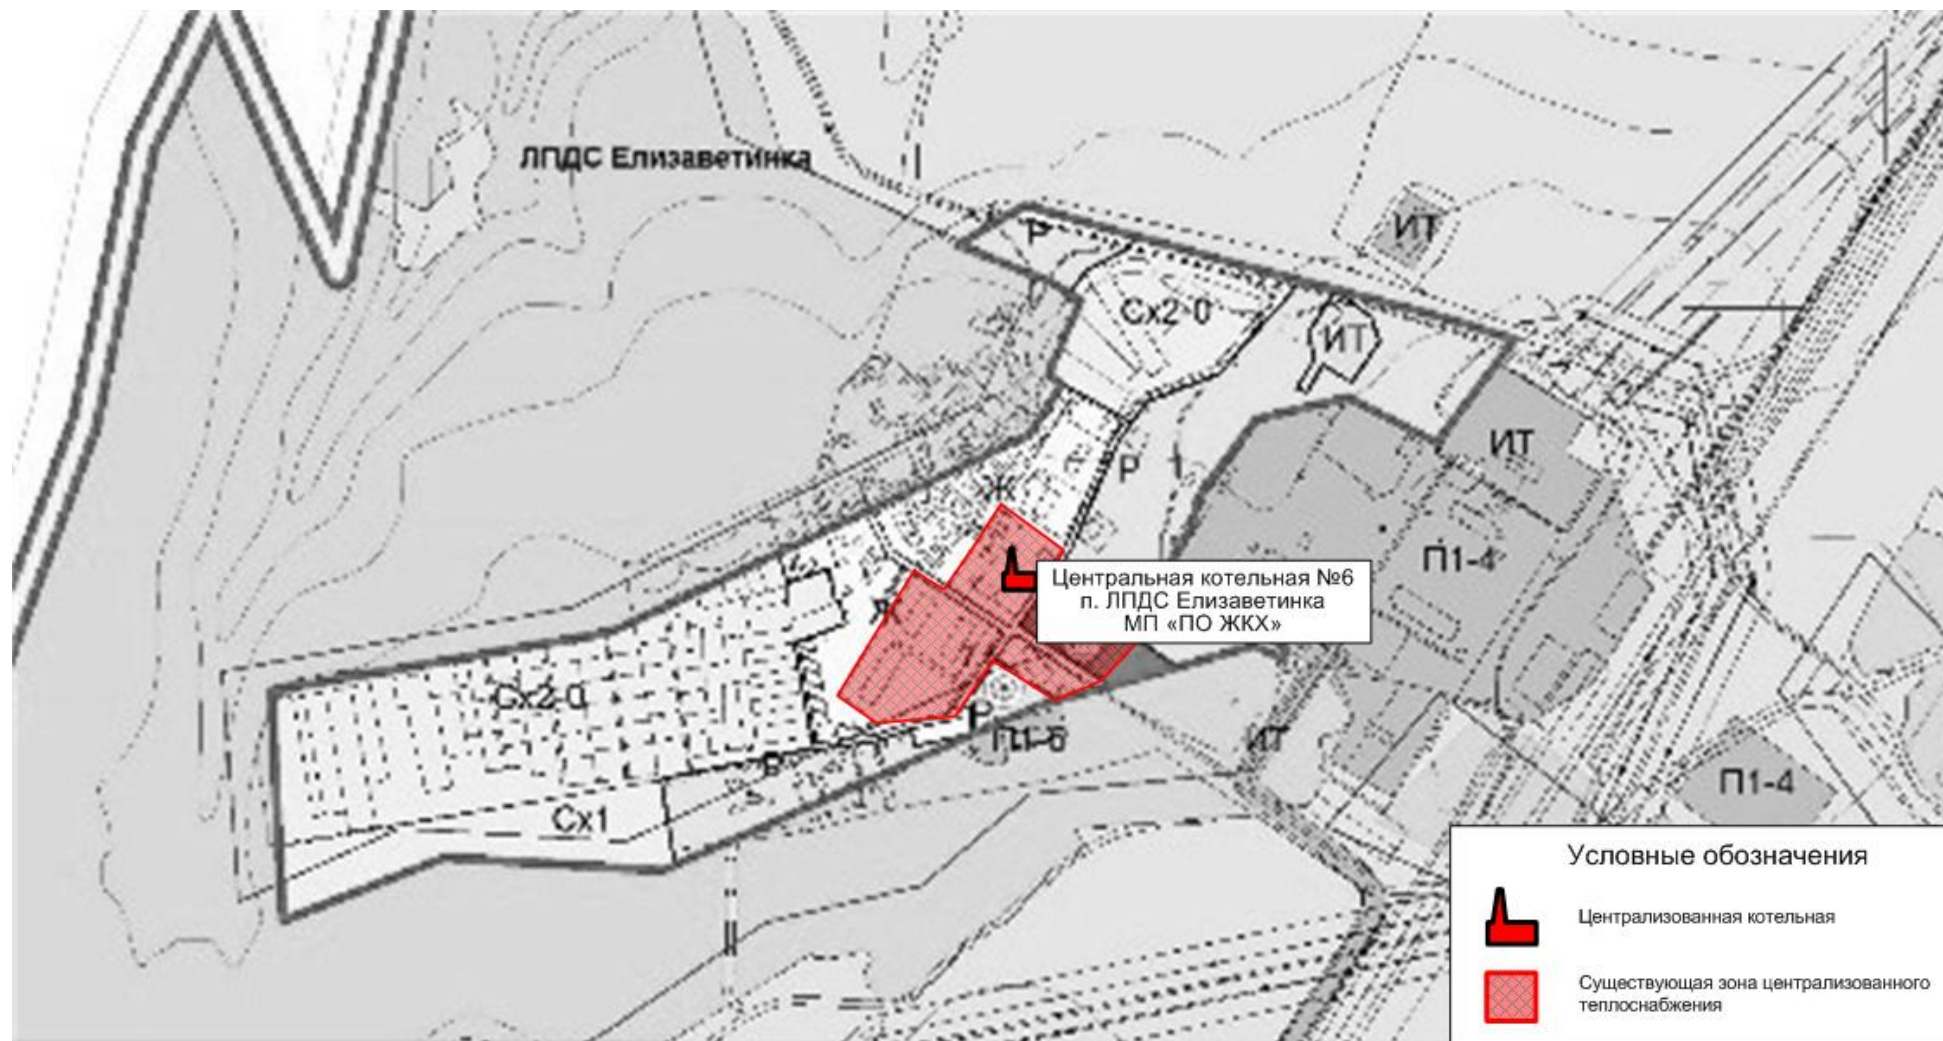 ЛПДС Елизаветинка
Р
ИТ
Сх2-0
ИТ
ИТ
Р
Ж
П1-4
Центральная котельная №6
п. ЛПДС Елизаветинка
МП «ПО ЖКХ»
Ж
Сх2-0
Р
П1-6
ИТ
Р
П1-4
Сх1
Условные обозначения
Централизованная котельная
Существующая зона централизованного
теплоснабжения